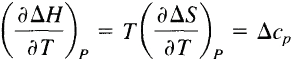 (∂ΔH/∂T)_P = T(∂ΔS/∂T)_P = Δc_p